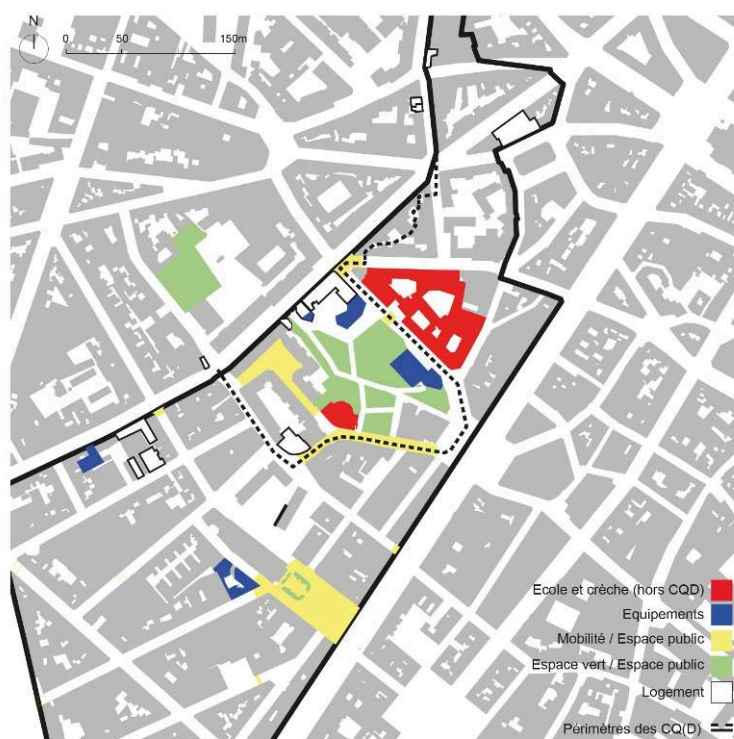 N
0 50 150m
Ecole et crèche (hors CQD)
Equipements
Mobilité / Espace public
Espace vert / Espace public
Logement
Périmètres des CQ(D)